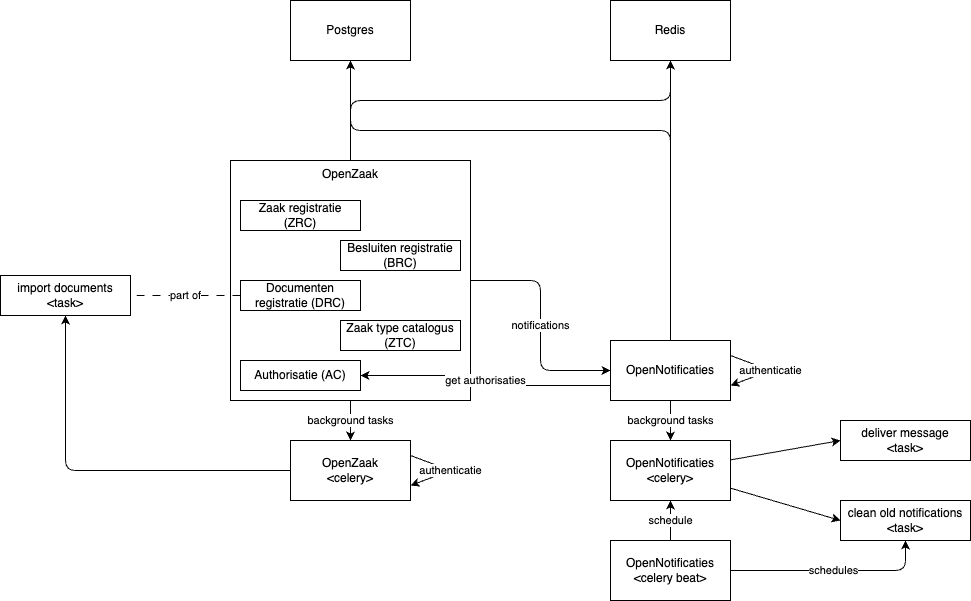 Postgres
Redis
OpenZaak
Zaak registratie
(ZRC)
Besluiten registratie
(BRC)
import documents
<task>
part of
Documenten
registratie (DRC)
notifications
Zaak type catalogus
(ZTC)
Authorisatie (AC)
get authorisaties
OpenNotificaties
authenticatie
background tasks
background tasks
OpenZaak
<celery>
authenticatie
OpenNotificaties
<celery>
deliver message
<task>
clean old notifications
<task>
schedule
OpenNotificaties
<celery beat>
schedules